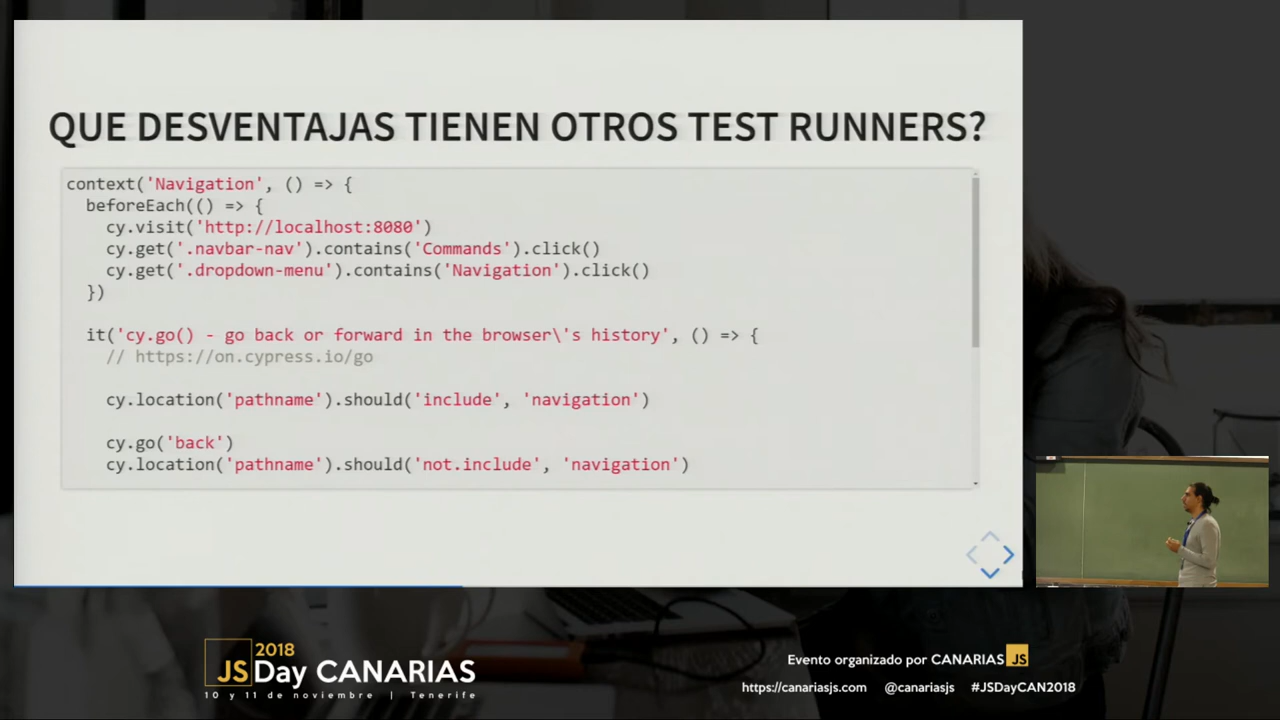 QUE DESVENTAJAS TIENEN OTROS TEST RUNNERS?
context('Navigation', () => {
beforeEach(() => {
cy.visit('http://localhost:8080')
cy.get('.navbar-nav').contains('Commands').click()
cy.get('.dropdown-menu').contains('Navigation').click()
})
it('cy.go() - go back or forward in the browser\'s history', () => {
// https://on.cypress.io/go
cy.location('pathname').should('include', 'navigation')
cy.go('back')
cy.location('pathname').should('not.include', 'navigation')
2018
JSDay CANARIAS
10 y 11 de noviembre | Tenerife
Evento organizado por CANARIAS JS
https://canariasjs.com @canariasjs #JSDayCAN2018